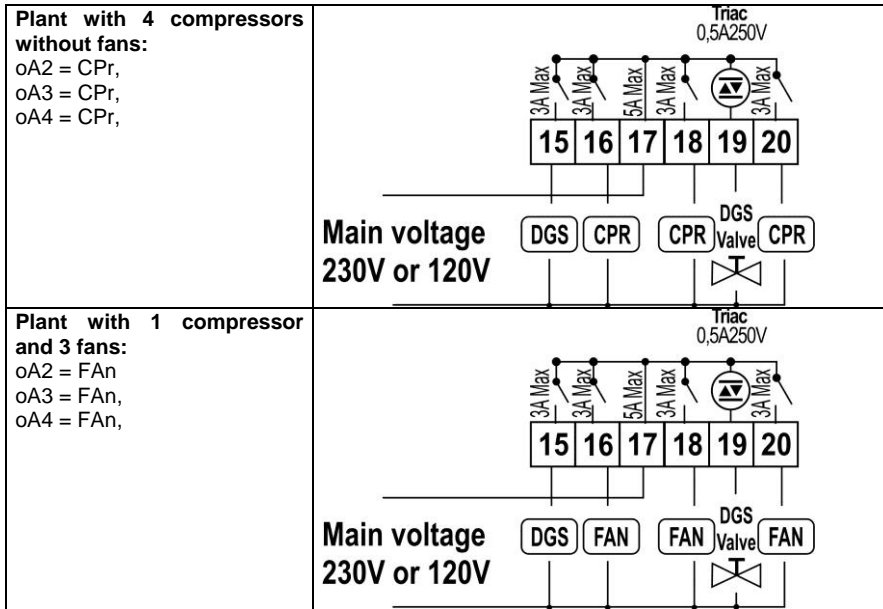 Plant with 4 compressors
without fans:
oA2 = CPr,
oA3 = CPr,
oA4 = CPr,
Triac
0,5A250V
3A Max
3A Max
5A Max
3A Max
3A Max
15 16 17 18 19 20
Main voltage
230V or 120V
DGS
CPR
CPR
DGS
Valve
CPR
Plant with 1 compressor
and 3 fans:
oA2 = FAn
oA3 = FAn,
oA4 = FAn,
Triac
0,5A250V
3A Max
3A Max
5A Max
3A Max
3A Max
15 16 17 18 19 20
Main voltage
230V or 120V
DGS
FAN
FAN
DGS
Valve
FAN